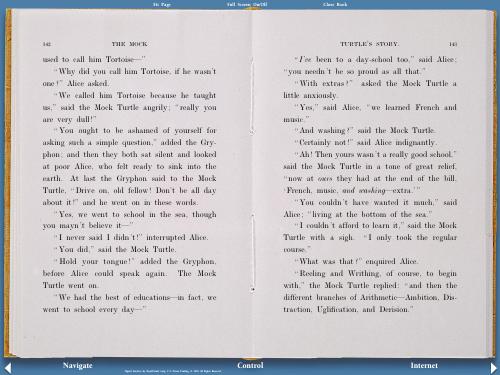 Full Screen On/Off
Close Book
142
THE MOCK
used to call him Tortoise—"
"Why did you call him Tortoise, if he wasn't
one?" Alice asked.
"We called him Tortoise because he taught
us," said the Mock Turtle angrily; "really you
are very dull!"
"You ought to be ashamed of yourself for
asking such a simple question," added the Gry-
phon; and then they both sat silent and looked
at poor Alice, who felt ready to sink into the
earth. At last the Gryphon said to the Mock
Turtle, "Drive on, old fellow! Don't be all day
about it!" and he went on in these words.
"Yes, we went to school in the sea, though
you mayn't believe it—"
"I never said I didn't!" interrupted Alice.
"You did," said the Mock Turtle.
"Hold your tongue!" added the Gryphon,
before Alice could speak again. The Mock
Turtle went on.
"We had the best of educations—in fact, we
went to school every day—"
TURTLE'S STORY.
143
"I've been to a day-school too," said Alice;
"you needn't be so proud as all that."
"With extras?" asked the Mock Turtle a
little anxiously.
"Yes," said Alice, "we learned French and
music."
"And washing?" said the Mock Turtle.
"Certainly not!" said Alice indignantly.
"Ah! Then yours wasn't a really good school,"
said the Mock Turtle in a tone of great relief,
"now at ours they had at the end of the bill,
'French, music, and washing—extra.'"
"You couldn't have wanted it much," said
Alice; "living at the bottom of the sea."
"I couldn't afford to learn it," said the Mock
Turtle with a sigh. "I only took the regular
course."
"What was that?" enquired Alice.
"Reeling and Writhing, of course, to begin
with," the Mock Turtle replied; "and then the
different branches of Arithmetic—Ambition, Dis-
traction, Uglification, and Derision."
Navigate
Control
Internet